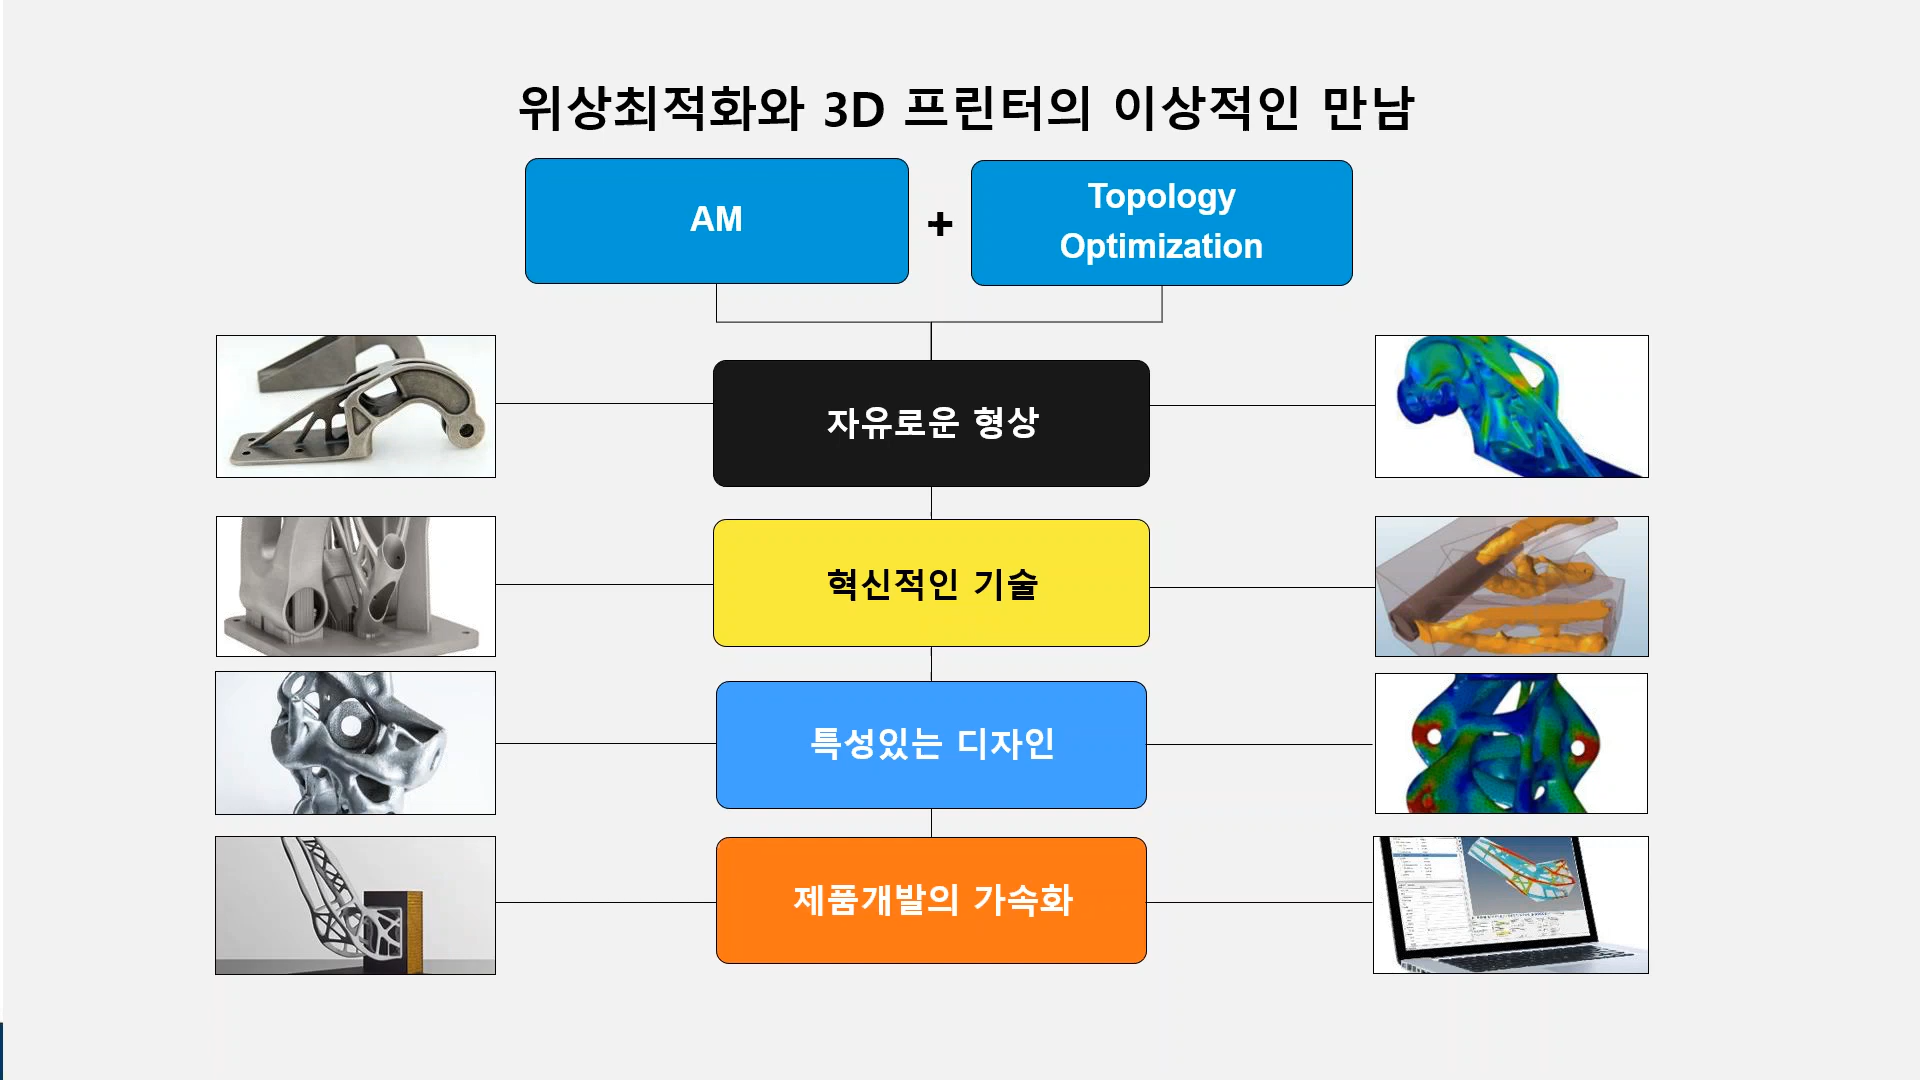 위상최적화와 3D 프린터의 이상적인 만남
AM
+
Topology
Optimization
자유로운 형상
혁신적인 기술
특성있는 디자인
제품개발의 가속화